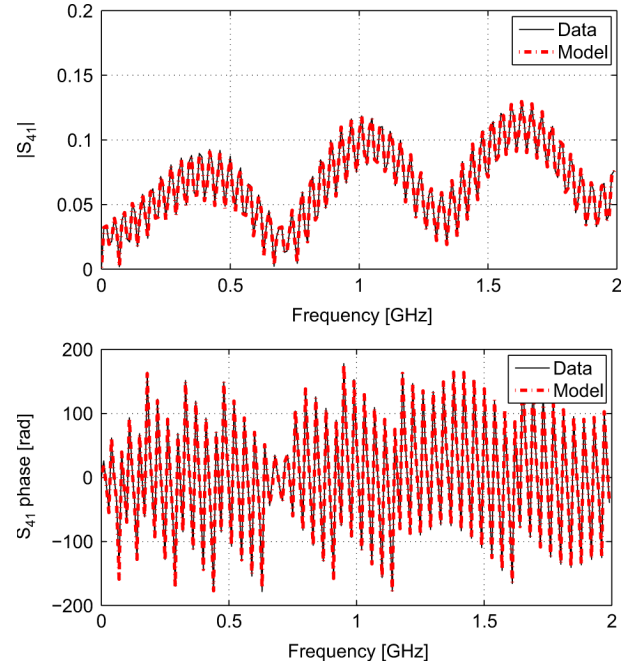 0.2
0.15
0.1
0.05
0
|S41|
Data
Model
0 0.5 1 1.5 2
Frequency [GHz]
200
100
0
−100
−200
S41 phase [rad]
Data
Model
0 0.5 1 1.5 2
Frequency [GHz]